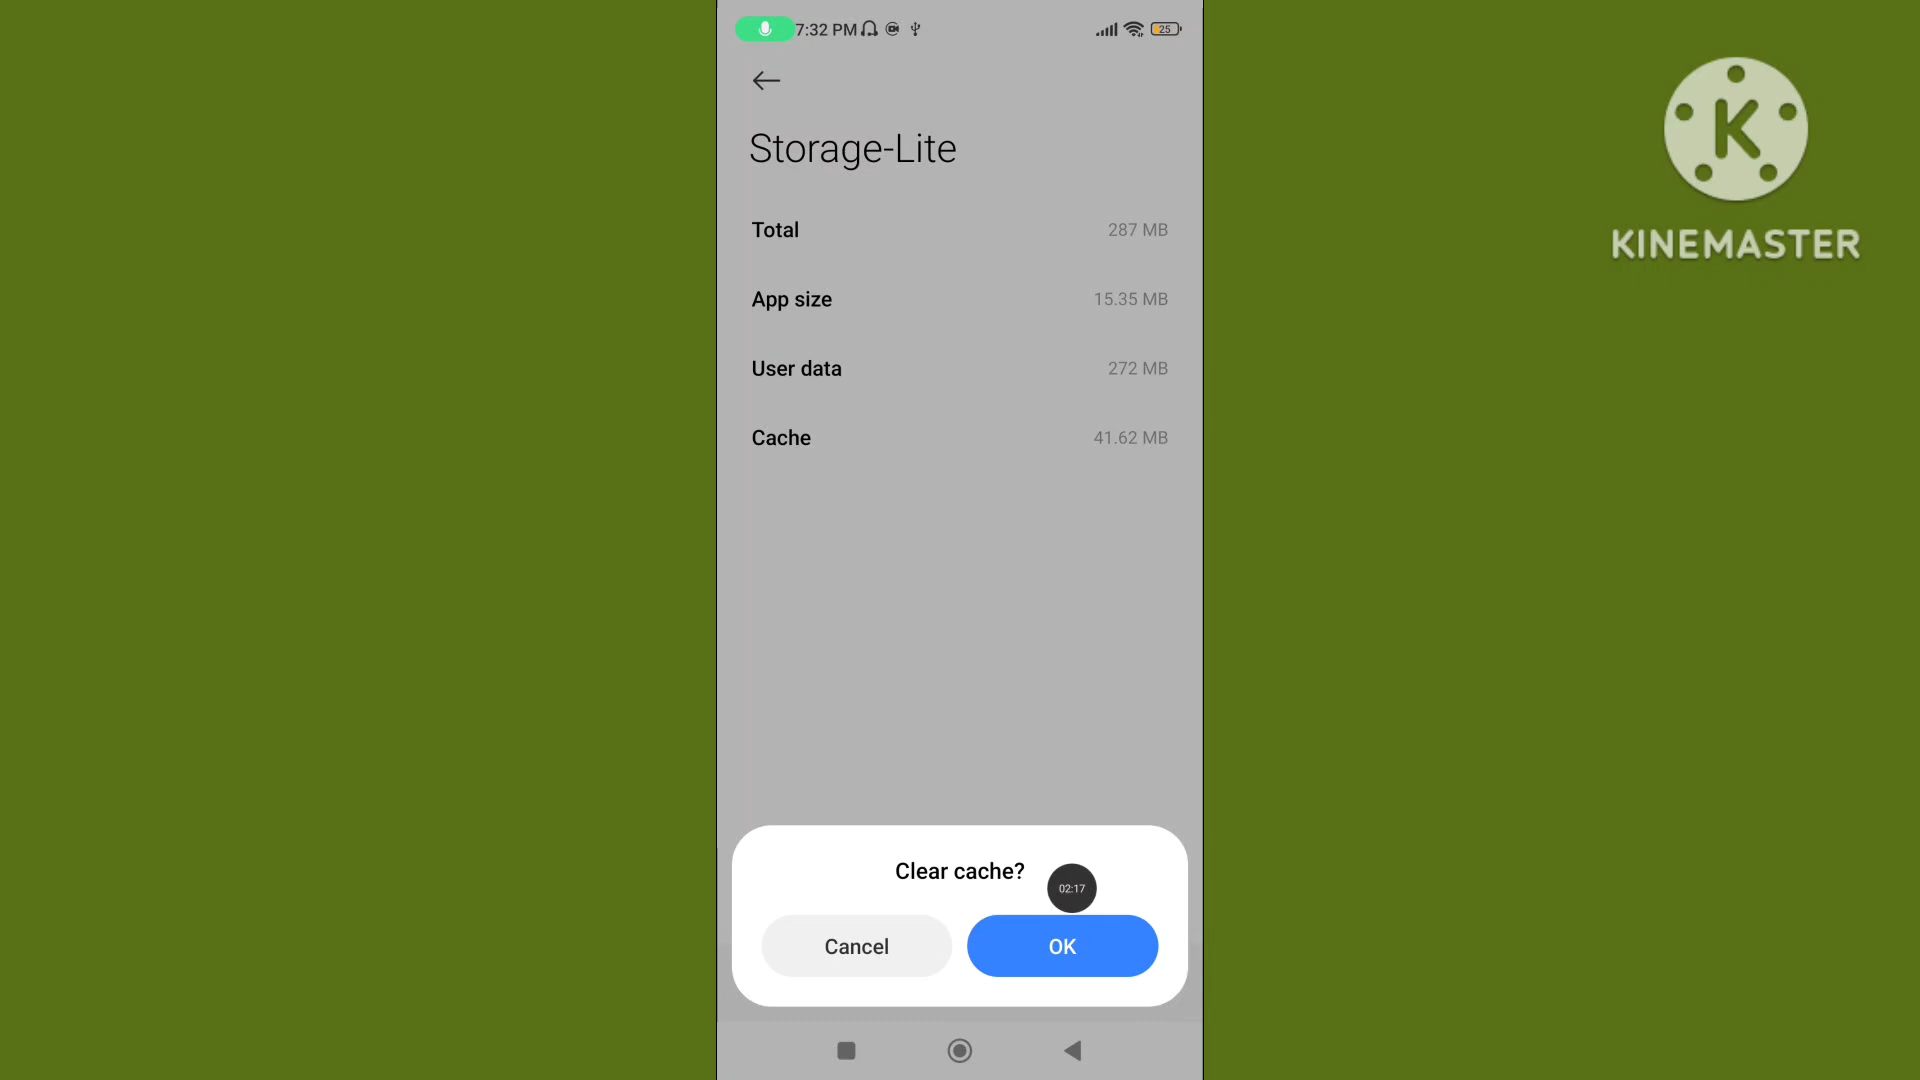 7:32 PM
25
Storage-Lite
Total 287 MB
App size 15.35 MB
User data 272 MB
Cache 41.62 MB
Clear cache?
02:17
Cancel OK
K
KINEMASTER